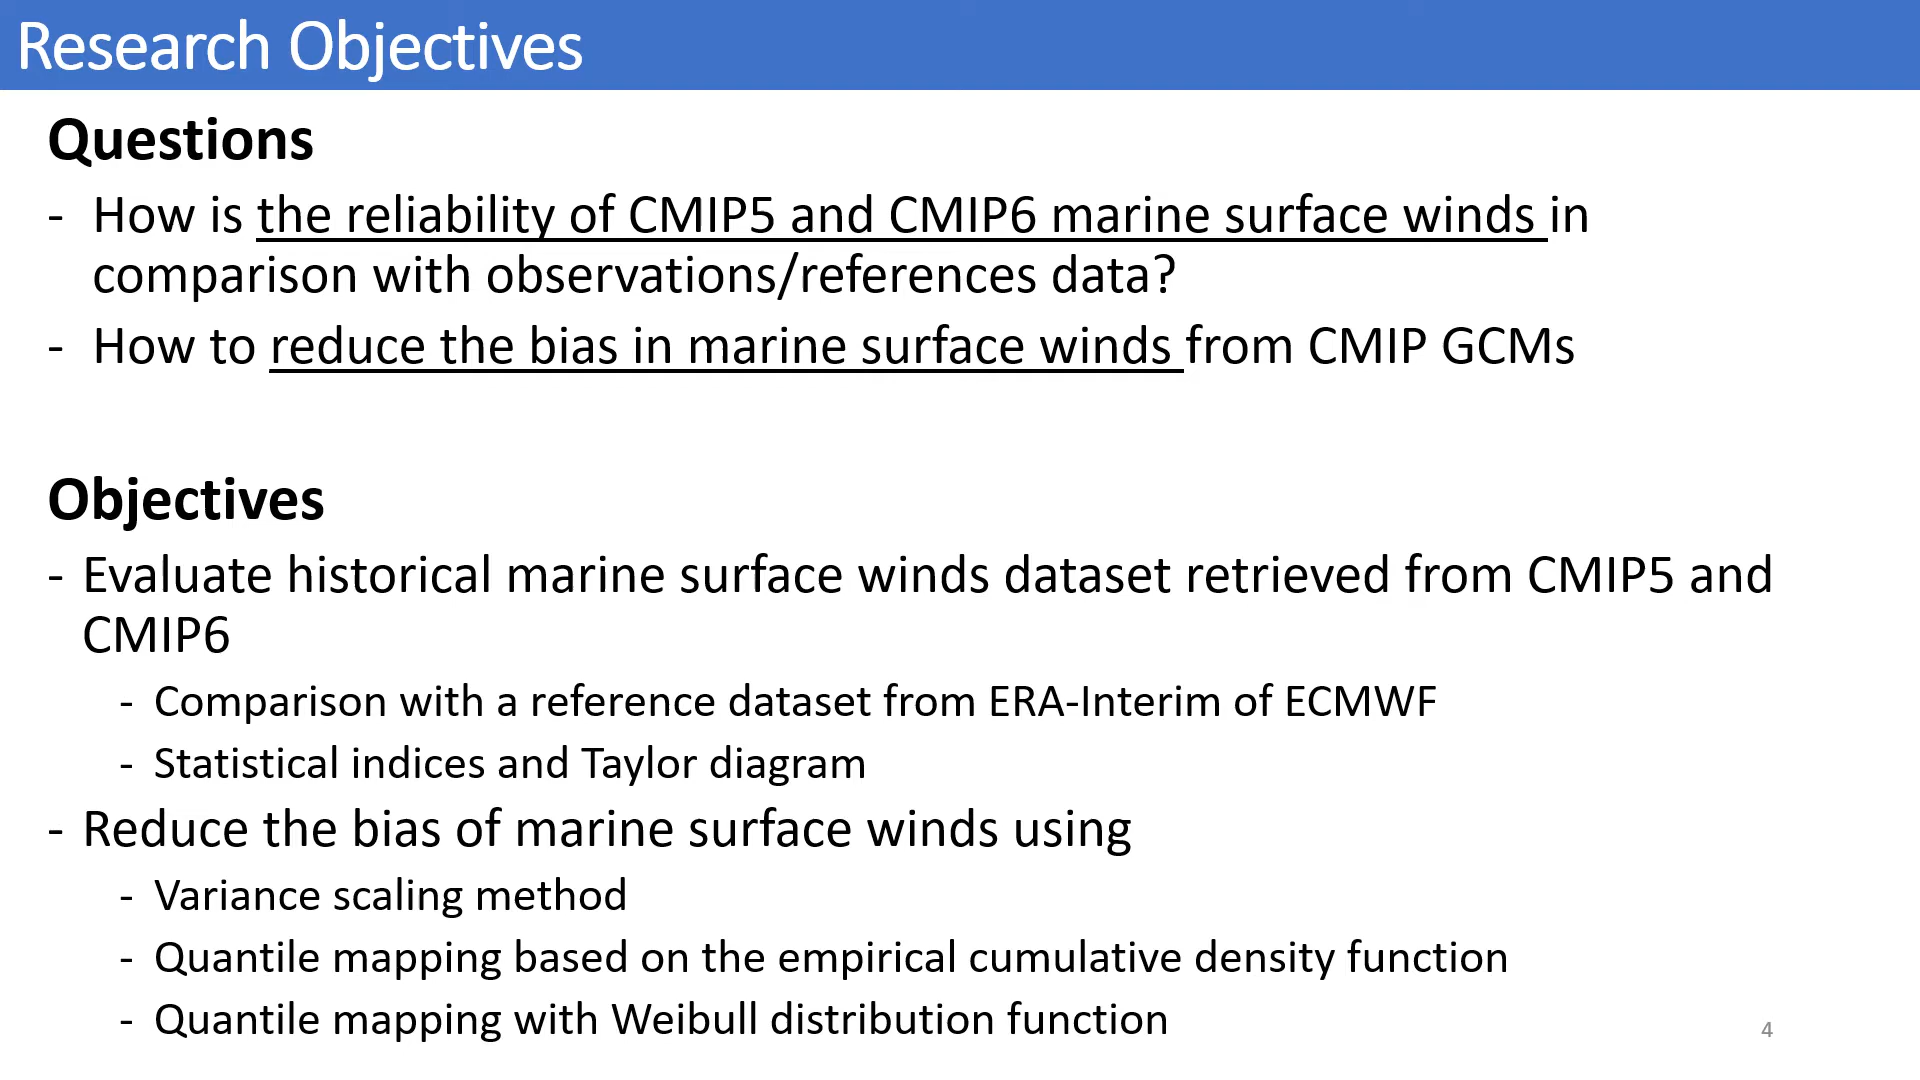 Research Objectives
Questions
- How is the reliability of CMIP5 and CMIP6 marine surface winds in
comparison with observations/references data?
- How to reduce the bias in marine surface winds from CMIP GCMs
Objectives
- Evaluate historical marine surface winds dataset retrieved from CMIP5 and
CMIP6
- Comparison with a reference dataset from ERA-Interim of ECMWF
- Statistical indices and Taylor diagram
- Reduce the bias of marine surface winds using
- Variance scaling method
- Quantile mapping based on the empirical cumulative density function
- Quantile mapping with Weibull distribution function
4